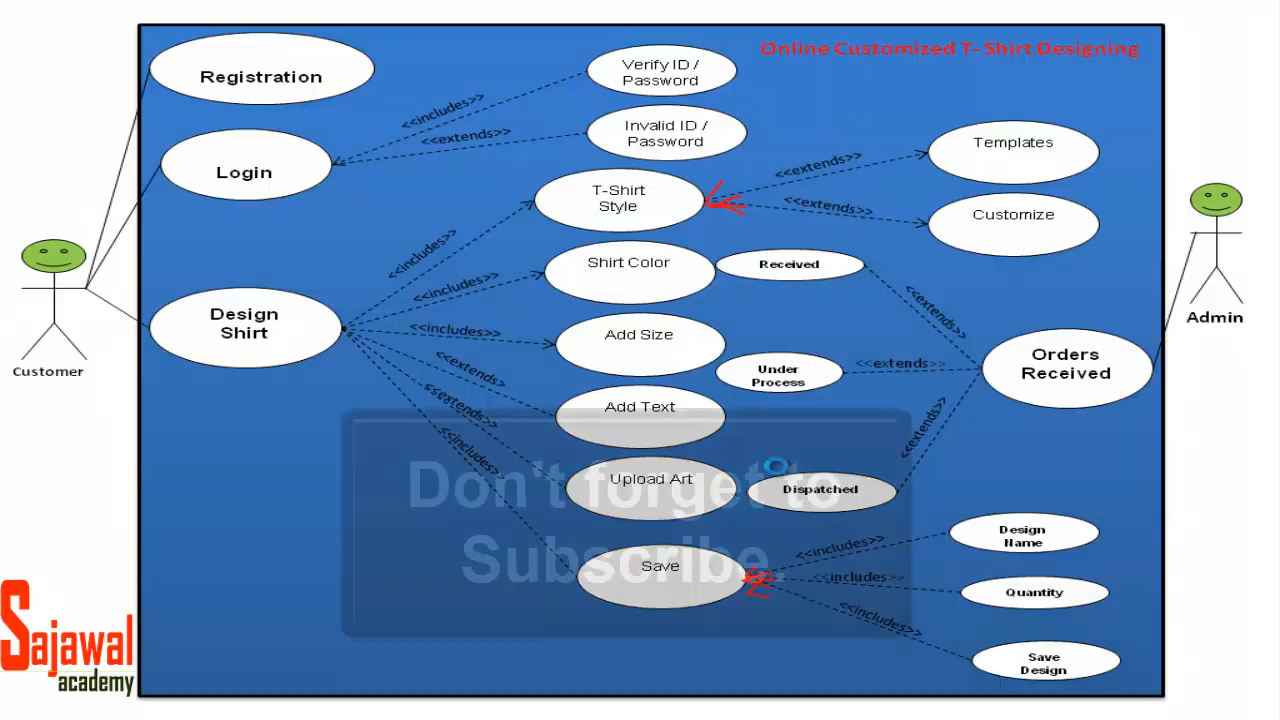 Online Customized T- Shirt Designing
Registration
Verify ID /
Password
<<includes>>
Invalid ID /
Password
<<extends>>
Login
T-Shirt
Style
<<extends>>
Templates
<<extends>>
Customize
<<includes>>
Shirt Color
Received
<<includes>>
<<extends>>
Design
Shirt
<<includes>>
Add Size
Admin
Customer
Under
Process
<<extends>>
Orders
Received
<<extends>
Add Text
<<extends>>
<<extends>>
Upload Art
Dispatched
<<includes>>
Don't forget to
Subscribe.
Save
<<includes>>
Design
Name
<<includes>>
Quantity
<<includes>>
Save
Design
Sajawal
academy